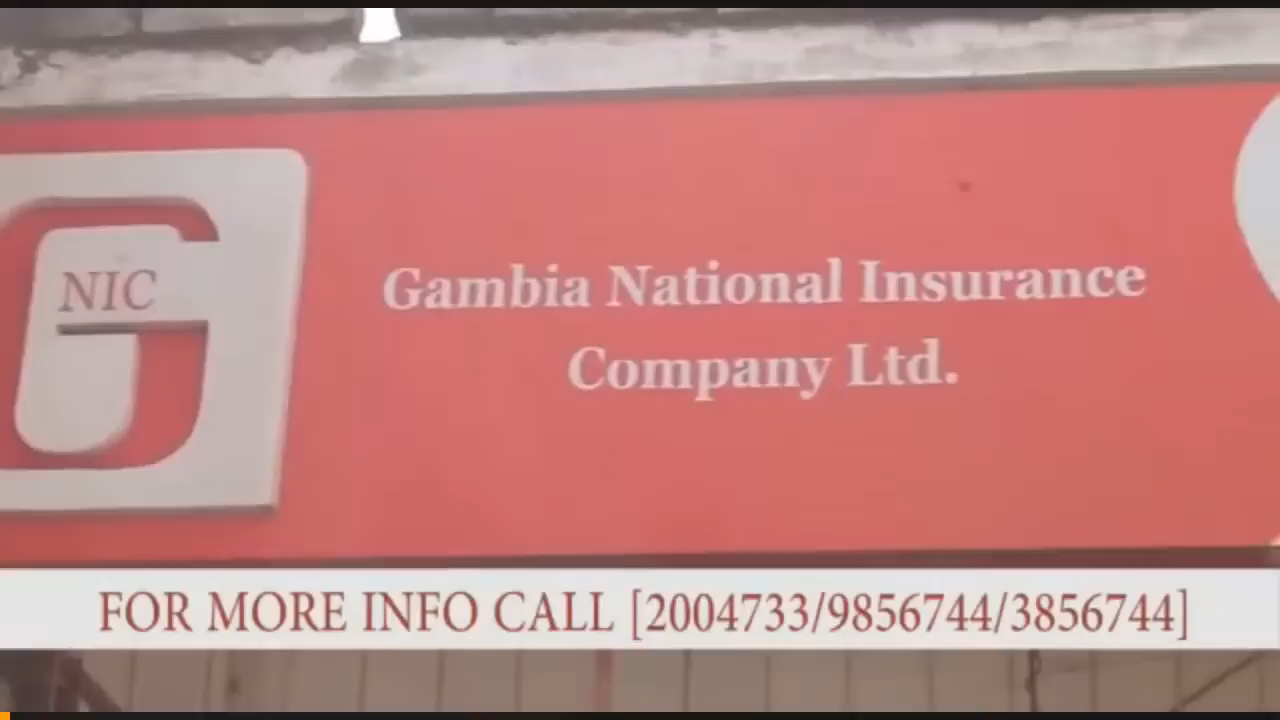 NIC
Gambia National Insurance
Company Ltd.
FOR MORE INFO CALL [2004733/9856744/3856744]